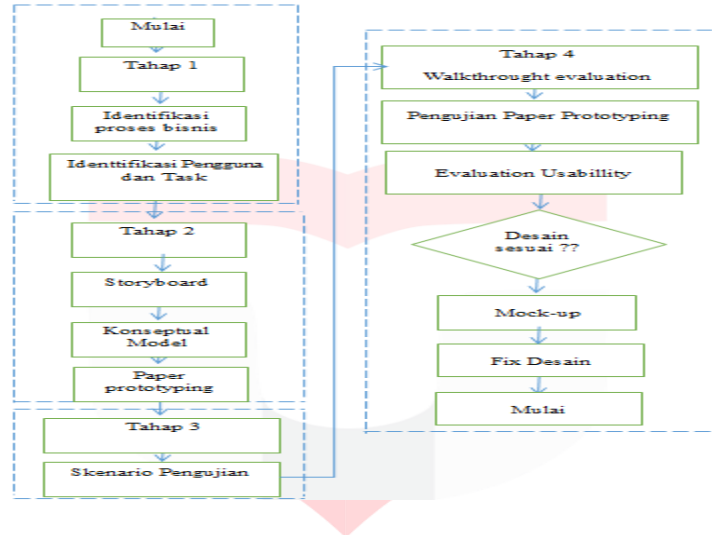 Mulai
Tahap 1
Identifikasi
proses bisnis
Identtifikasi Pengguna
dan Task
Tahap 2
Storyboard
Konseptual
Model
Paper
prototyping
Tahap 3
Skenario Pengujian
Tahap 4
Walkthrought evaluation
Pengujian Paper Prototyping
Evaluation Usabillity
Desain
sesuai ??
Mock-up
Fix Desain
Mulai